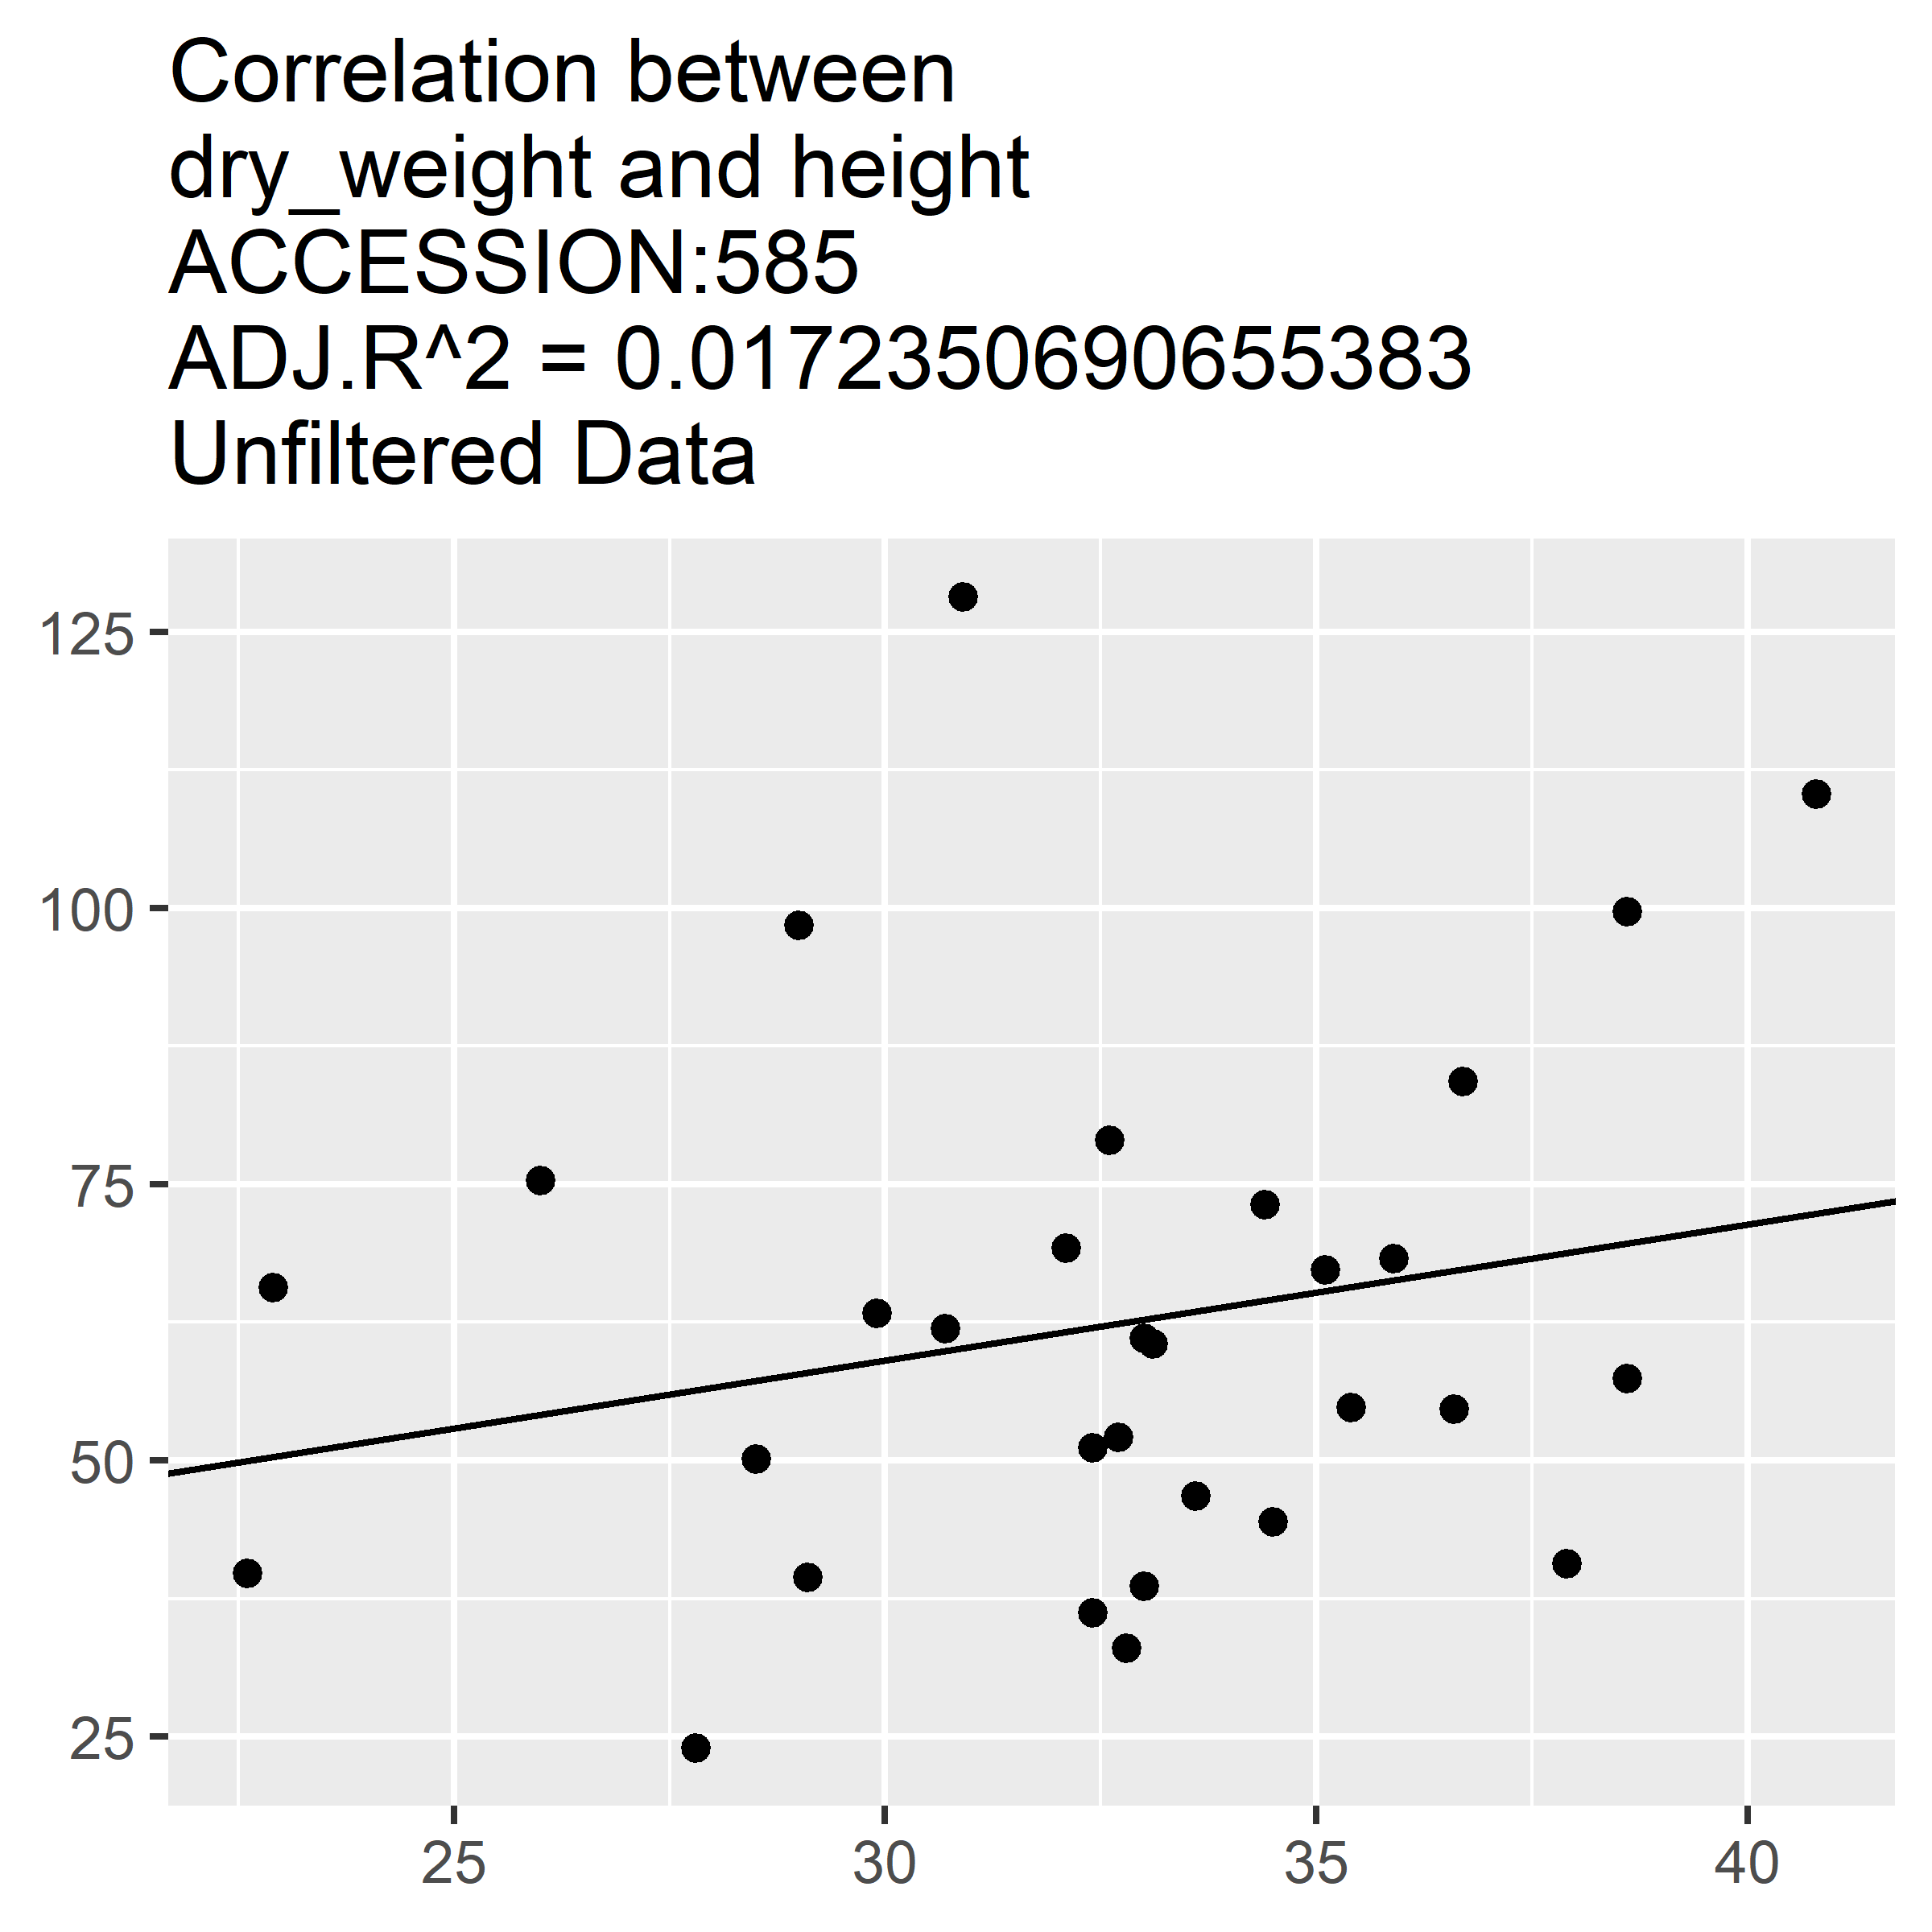 Correlation between
dry_weight and height
ACCESSION:585
ADJ.R^2 = 0.0172350690655383
Unfiltered Data
125
100
75
50
25
25 30 35 40